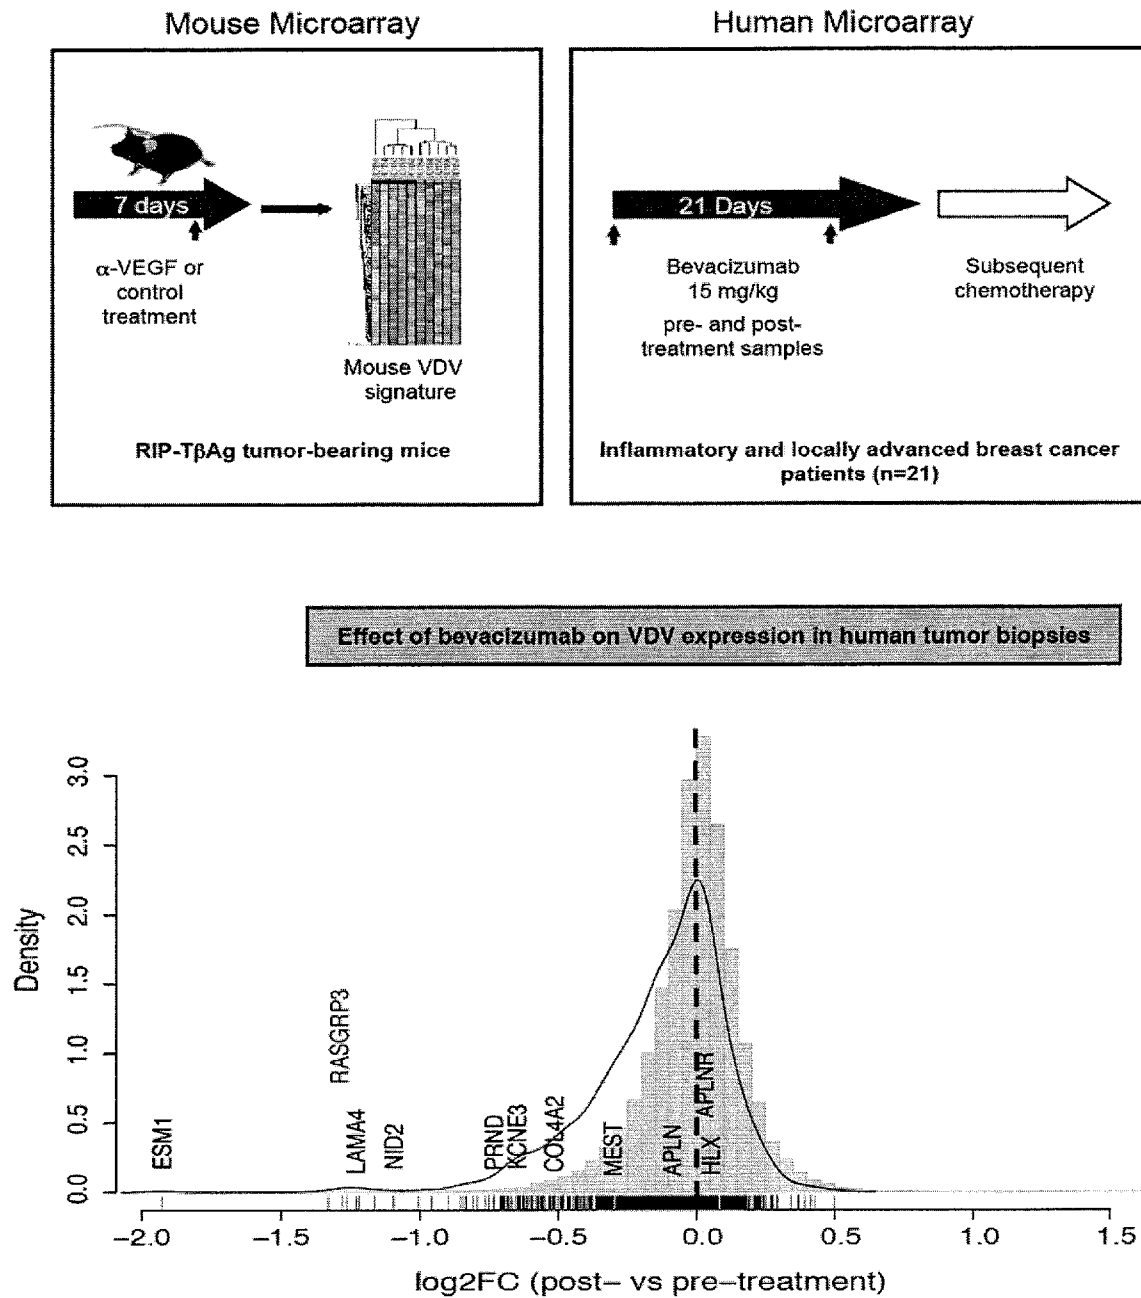 Mouse Microarray
Human Microarray
7 days
α-VEGF or
control
treatment
Mouse VDV
signature
RIP-TβAg tumor-bearing mice
21 Days
Bevacizumab
15 mg/kg
pre- and post-
treatment samples
Subsequent
chemotherapy
Inflammatory and locally advanced breast cancer
patients (n=21)
Effect of bevacizumab on VDV expression in human tumor biopsies
Density
0.0
0.5
1.0
1.5
2.0
2.5
3.0
ESM1
RASGRP3
LAMA4
NID2
PRND
KCNE3
COL4A2
MEST
APLN
HLX
APLNR
−2.0
−1.5
−1.0
−0.5
0.0
0.5
1.0
1.5
log2FC (post− vs pre−treatment)